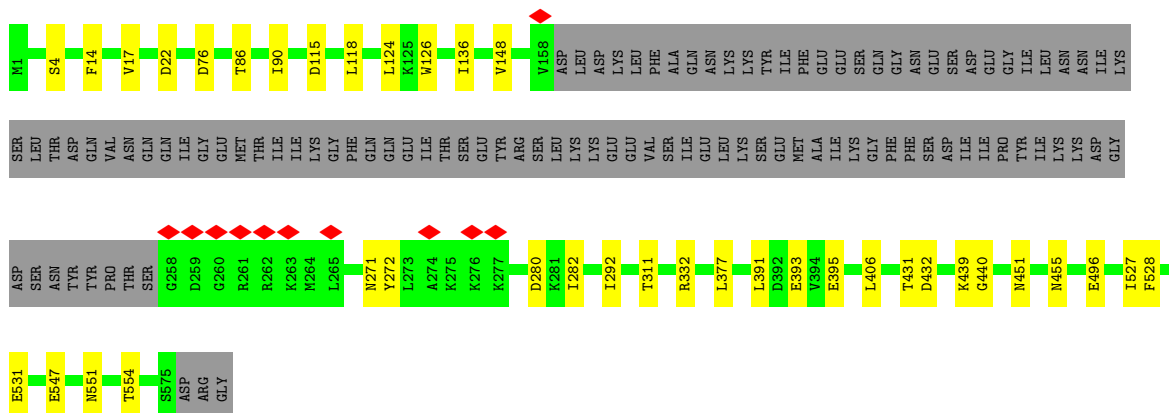 M1 S4 F14 V17 D22 D76 T86 I90 D115 L118 L124 K125 W126 I136 V148 V158 ASP LEU ASP LYS LEU PHE ALA GLN ASN LYS LYS TYR ILE PHE GLU GLU SER GLN GLY ASN GLU SER ASP GLU GLY ILE LEU ASN ASN ILE LYS
SER LEU THR ASP GLN VAL ASN GLN GLN ILE GLY GLU MET THR ILE ILE LYS GLY PHE GLN GLN GLU ILE THR SER GLU TYR ARG SER LEU LYS LYS GLU GLU VAL SER ILE GLU LEU LYS SER GLU MET ALA ILE LYS GLY PHE PHE SER ASP ILE ILE PRO TYR ILE LYS LYS ASP GLY
ASP SER ASN TYR TYR PRO THR SER G258 D259 G260 R261 R262 K263 M264 L265 N271 Y272 L273 A274 K275 K276 K277 D280 K281 I282 I292 T311 R332 L377 L391 D392 E393 V394 E395 L406 T431 D432 K439 G440 N451 N455 E496 I527 F528
E531 E547 N551 T554 S575 ASP ARG GLY